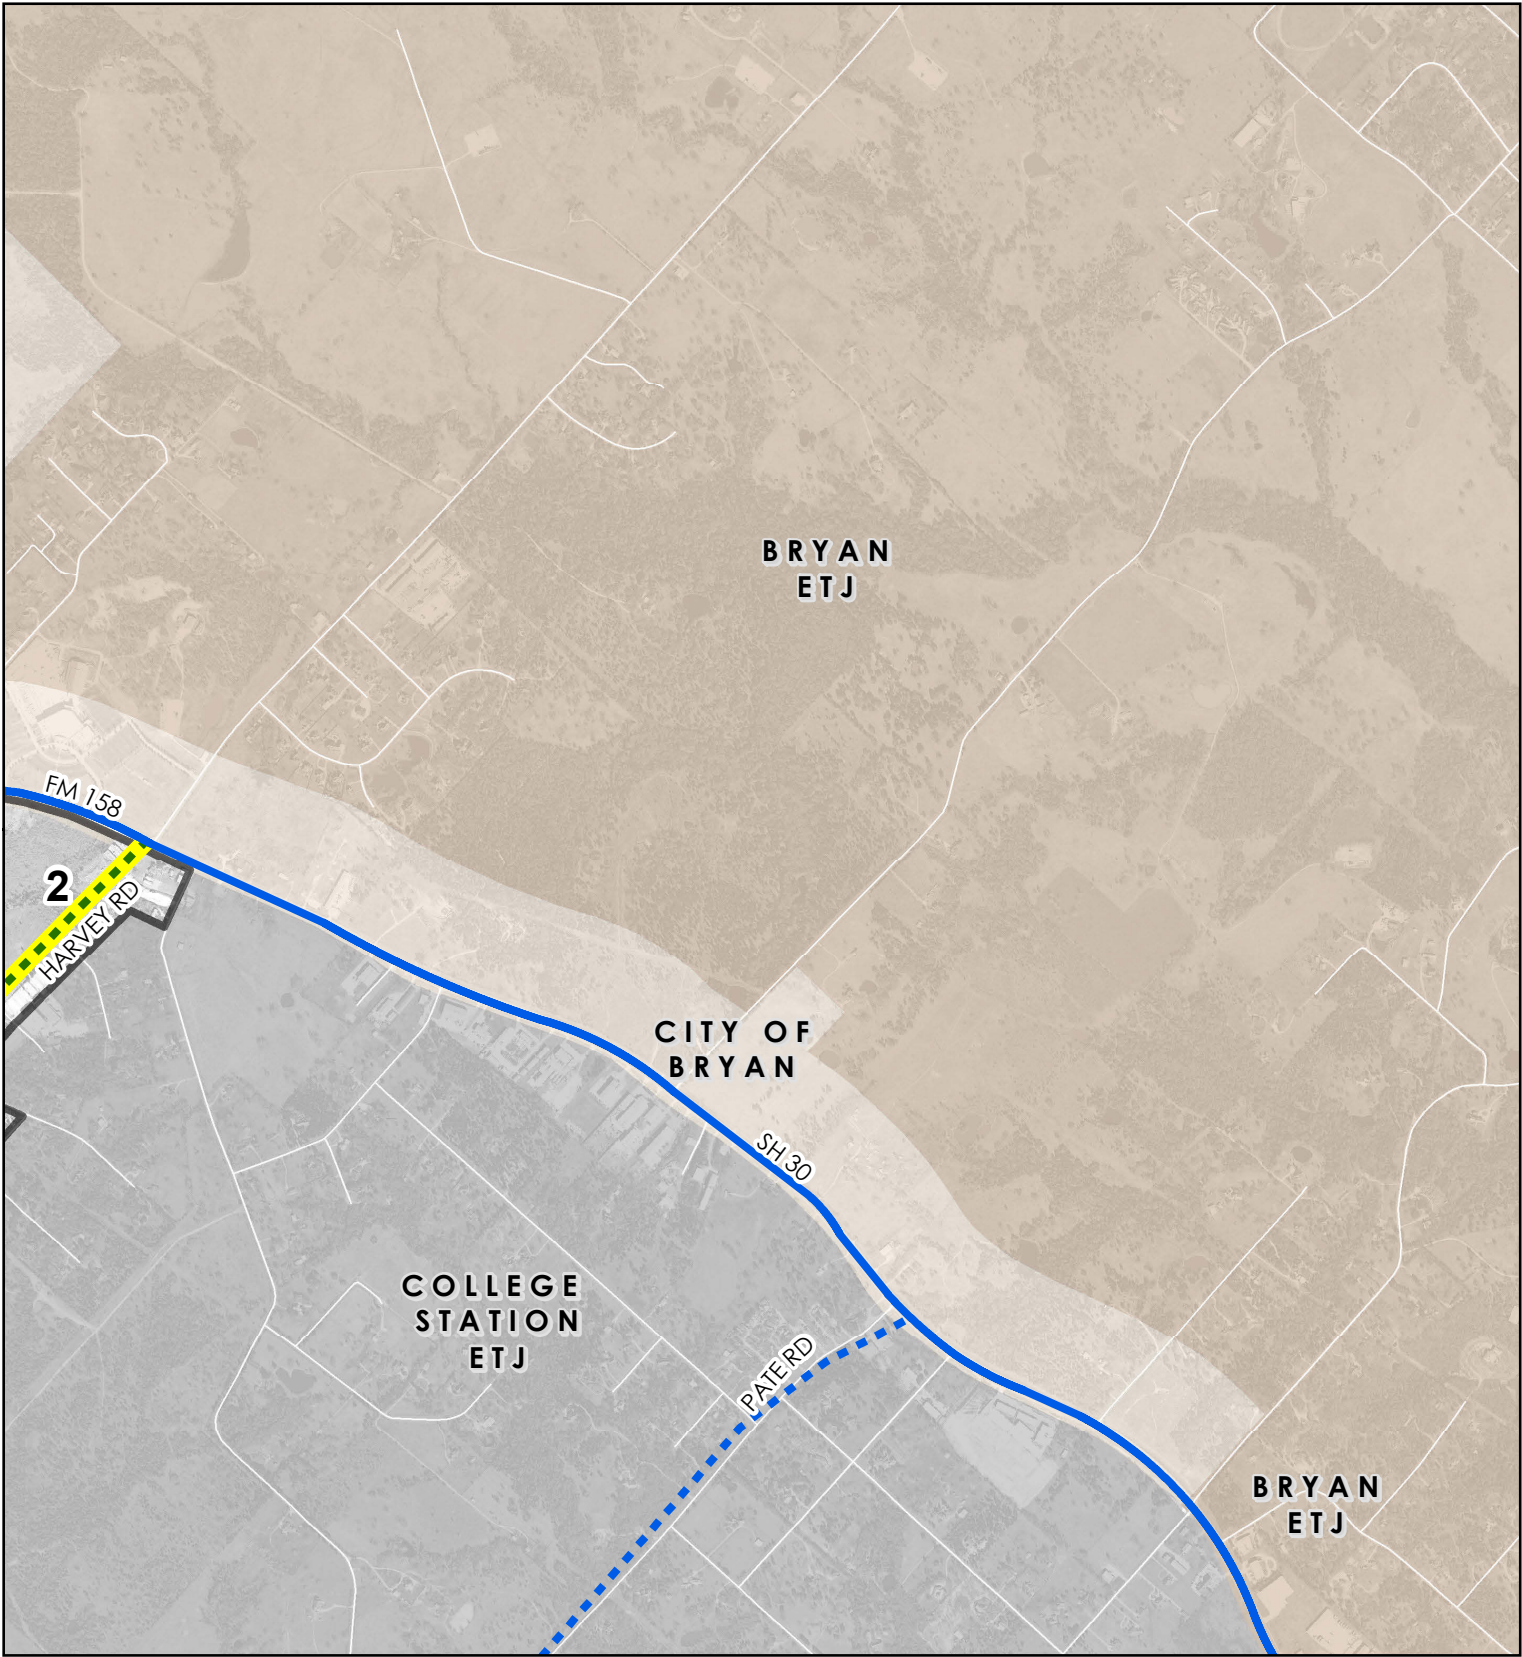 BRYAN
ETJ
FM 158
2
HARVEY RD
CITY OF
BRYAN
SH 30
COLLEGE
STATION
ETJ
PATE RD
BRYAN
ETJ